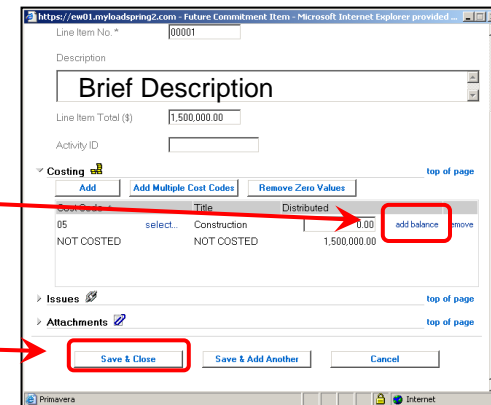 https://ew01.myloadspring2.com - Future Commitment Item - Microsoft Internet Explorer provided ...
Line Item No. * 00001
Description
Brief Description
Line Item Total ($) 1,500,000.00
Activity ID
Costing top of page
Add Add Multiple Cost Codes Remove Zero Values
Cost Code Title Distributed
05 select... Construction 0.00 add balance remove
NOT COSTED NOT COSTED 1,500,000.00
Issues top of page
Attachments top of page
Save & Close Save & Add Another Cancel
Primavera Internet